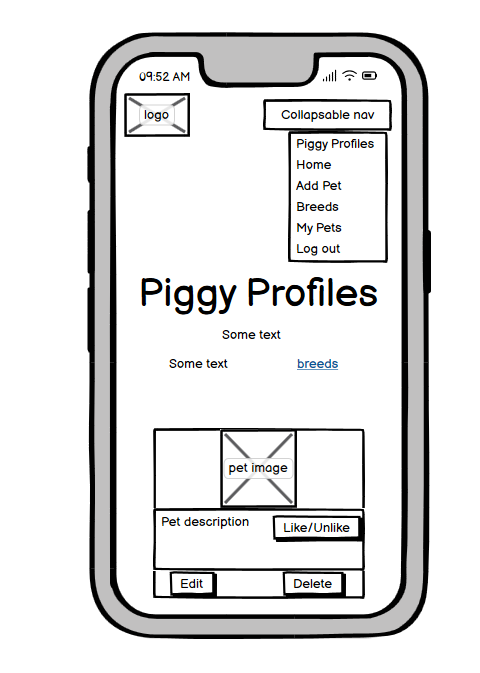 09:52 AM
logo
Collapsable nav
Piggy Profiles
Home
Add Pet
Breeds
My Pets
Log out
Piggy Profiles
Some text
Some text breeds
pet image
Pet description Like/Unlike
Edit Delete